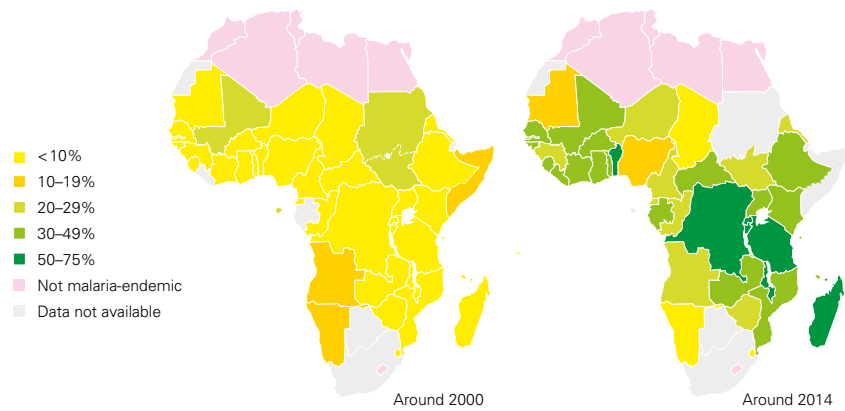 <10%
10–19%
20–29%
30–49%
50–75%
Not malaria-endemic
Data not available
Around 2000
Around 2014